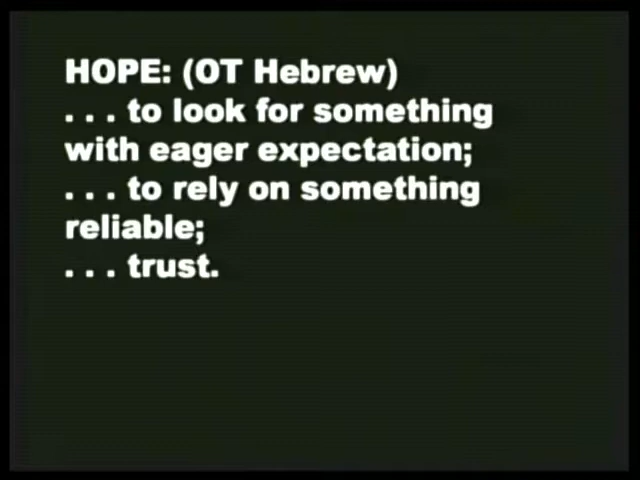 HOPE: (OT Hebrew)
. . . to look for something
with eager expectation;
. . . to rely on something
reliable;
. . . trust.